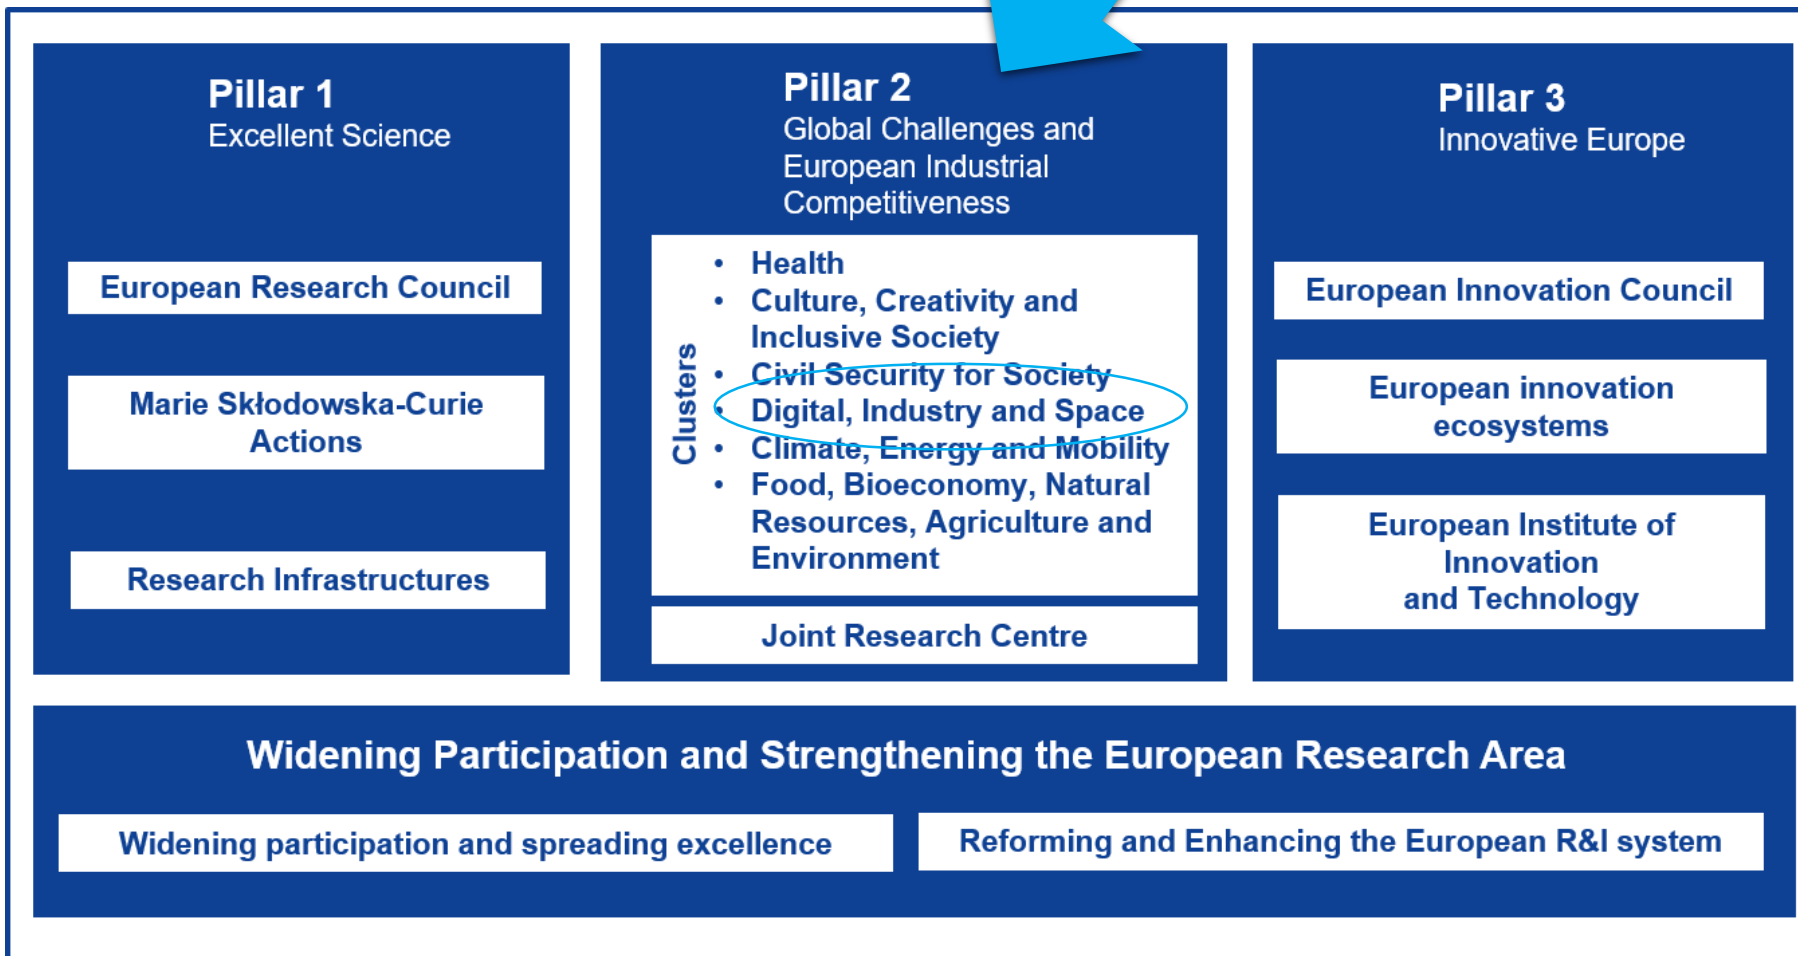 Pillar 1
Excellent Science
European Research Council
Marie Skłodowska-Curie
Actions
Research Infrastructures
Pillar 2
Global Challenges and
European Industrial
Competitiveness
Clusters
• Health
• Culture, Creativity and
Inclusive Society
• Civil Security for Society
• Digital, Industry and Space
• Climate, Energy and Mobility
• Food, Bioeconomy, Natural
Resources, Agriculture and
Environment
Joint Research Centre
Pillar 3
Innovative Europe
European Innovation Council
European innovation
ecosystems
European Institute of
Innovation
and Technology
Widening Participation and Strengthening the European Research Area
Widening participation and spreading excellence
Reforming and Enhancing the European R&I system